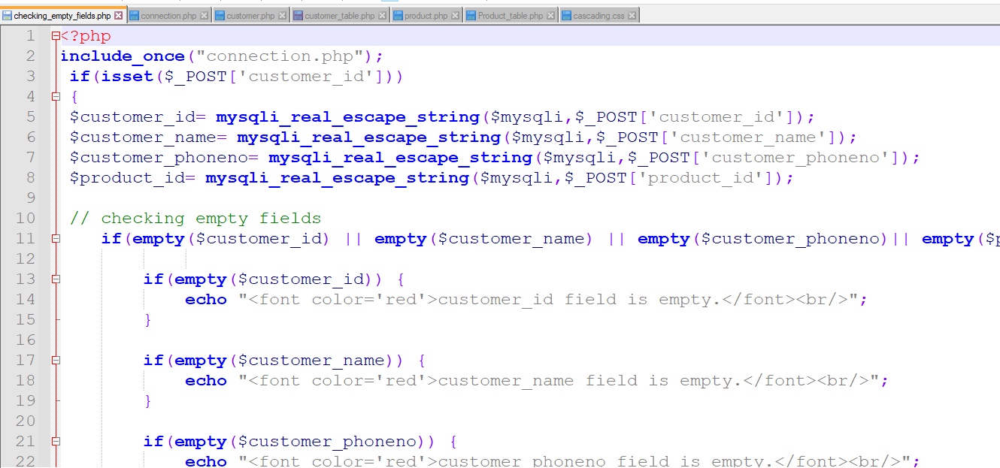 checking_empty_fields.php connection.php customer.php customer_table.php product.php Product_table.php cascading.css
1 <?php
2 include_once("connection.php");
3 if(isset($_POST['customer_id']))
4 {
5 $customer_id= mysqli_real_escape_string($mysqli,$_POST['customer_id']);
6 $customer_name= mysqli_real_escape_string($mysqli,$_POST['customer_name']);
7 $customer_phoneno= mysqli_real_escape_string($mysqli,$_POST['customer_phoneno']);
8 $product_id= mysqli_real_escape_string($mysqli,$_POST['product_id']);
9
10 // checking empty fields
11 if(empty($customer_id) || empty($customer_name) || empty($customer_phoneno)|| empty($p
12
13 if(empty($customer_id)) {
14 echo "<font color='red'>customer_id field is empty.</font><br/>";
15 }
16
17 if(empty($customer_name)) {
18 echo "<font color='red'>customer_name field is empty.</font><br/>";
19 }
20
21 if(empty($customer_phoneno)) {
22 echo "<font color='red'>customer_phoneno field is empty.</font><br/>";